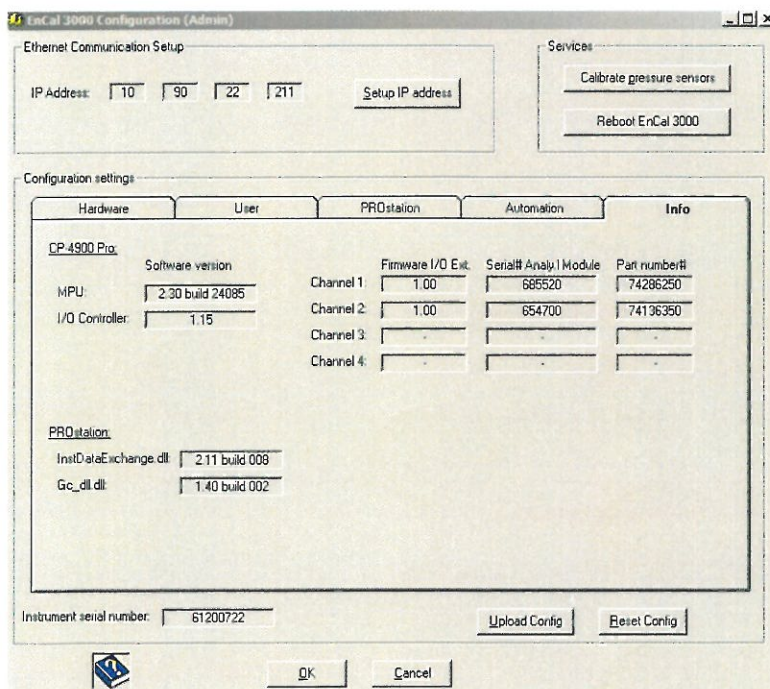 EnCal 3000 Configuration (Admin)
Ethernet Communication Setup
IP Address: 10 90 22 211
Setup IP address
Services
Calibrate pressure sensors
Reboot EnCal 3000
Configuration settings
Hardware User PROstation Automation Info
CP-4900 Pro:
Software version
MPU: 2.30 build 24085
I/O Controller: 1.15
Firmware I/O Ext. Serial# Analy.l Module Part number#
Channel 1: 1.00 685520 74286250
Channel 2: 1.00 654700 74136350
Channel 3: - - -
Channel 4: - - -
PROstation:
InstDataExchange.dll: 2.11 build 008
Gc_dll.dll: 1.40 build 002
Instrument serial number: 61200722
Upload Config Reset Config
OK Cancel